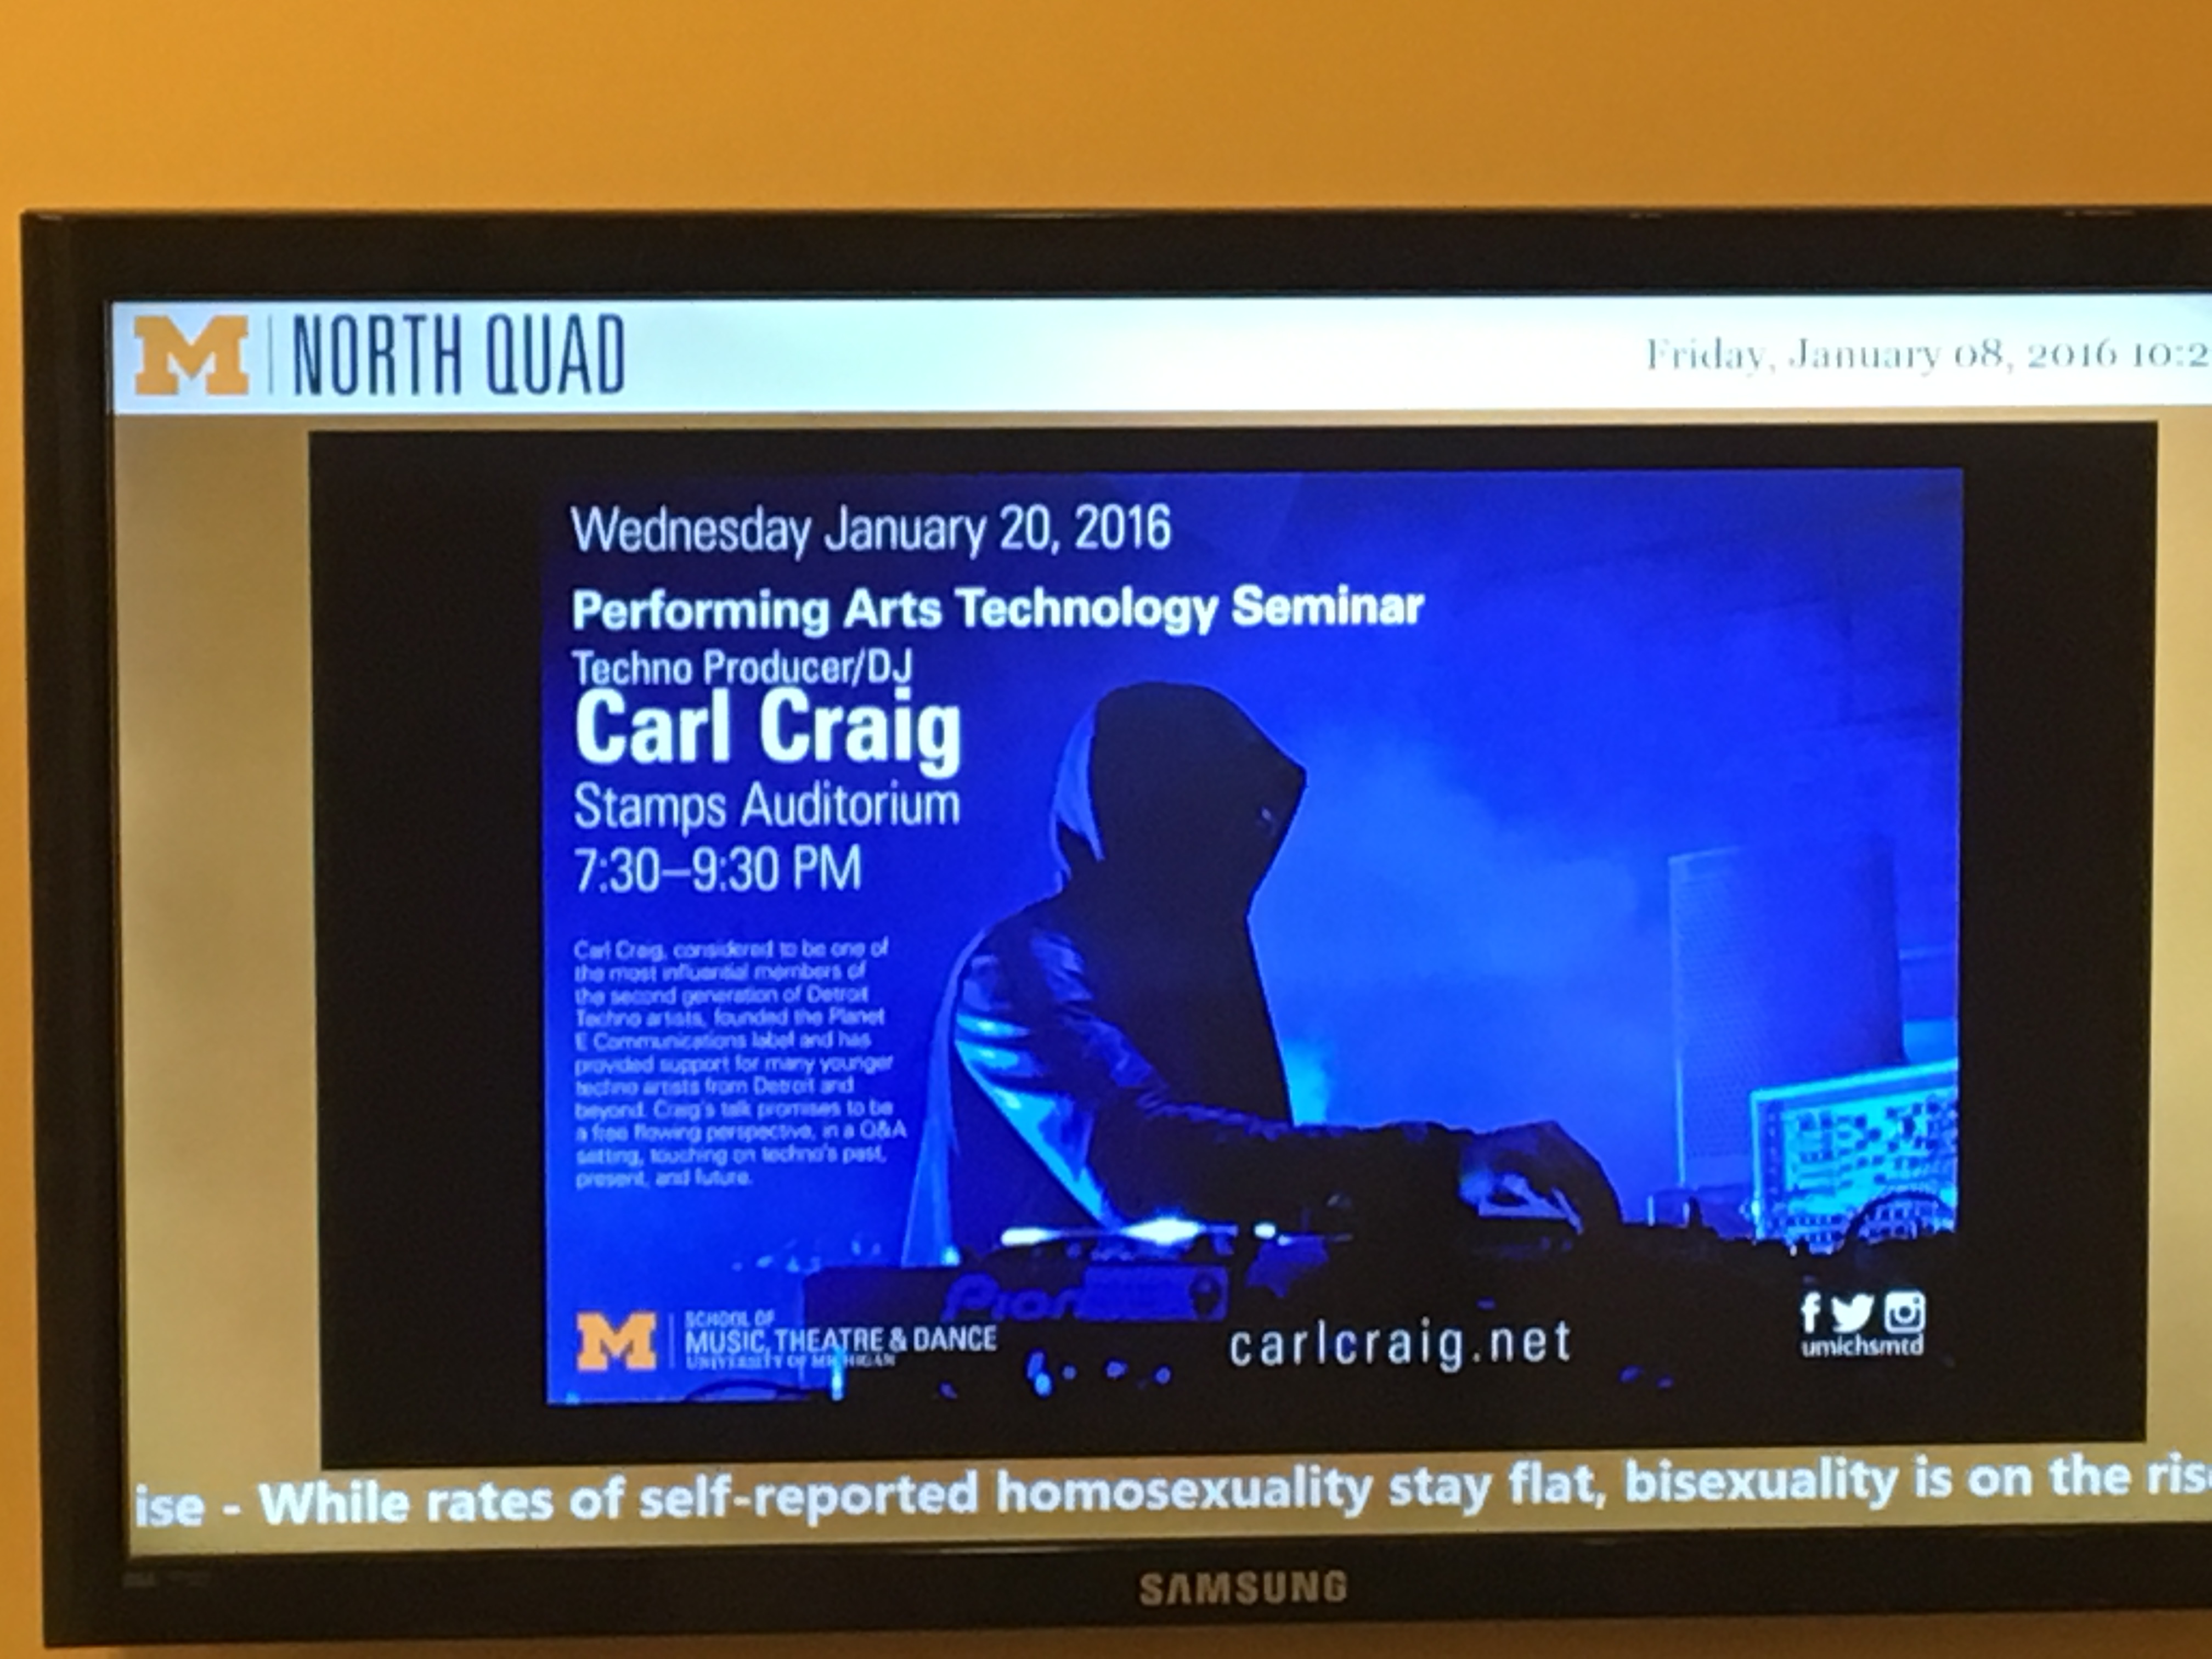 M NORTH QUAD
Friday, January 08, 2016 10:2
Wednesday January 20, 2016
Performing Arts Technology Seminar
Techno Producer/DJ
Carl Craig
Stamps Auditorium
7:30–9:30 PM
Carl Craig, considered to be one of
the most influential members of
the second generation of Detroit
Techno artists, founded the Planet
E Communications label and has
provided support for many younger
techno artists from Detroit and
beyond. Craig's talk promises to be
a free flowing perspective, in a Q&A
setting, touching on techno's past,
present, and future.
Pioneer
M SCHOOL OF
MUSIC, THEATRE & DANCE
UNIVERSITY OF MICHIGAN
carlcraig.net
umichsmtd
ise - While rates of self-reported homosexuality stay flat, bisexuality is on the ris
SAMSUNG